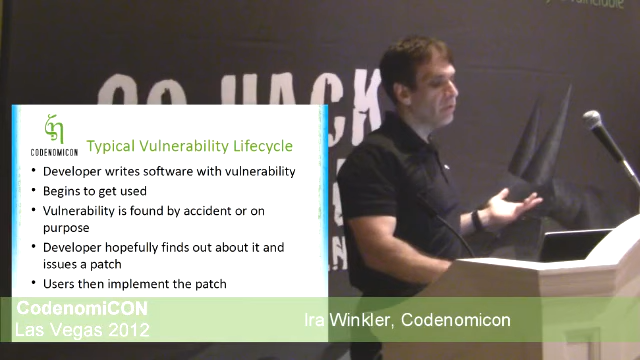 GO HACK
CODENOMICON
Typical Vulnerability Lifecycle
• Developer writes software with vulnerability
• Begins to get used
• Vulnerability is found by accident or on
purpose
• Developer hopefully finds out about it and
issues a patch
• Users then implement the patch
CodenomiCON
Las Vegas 2012
Ira Winkler, Codenomicon